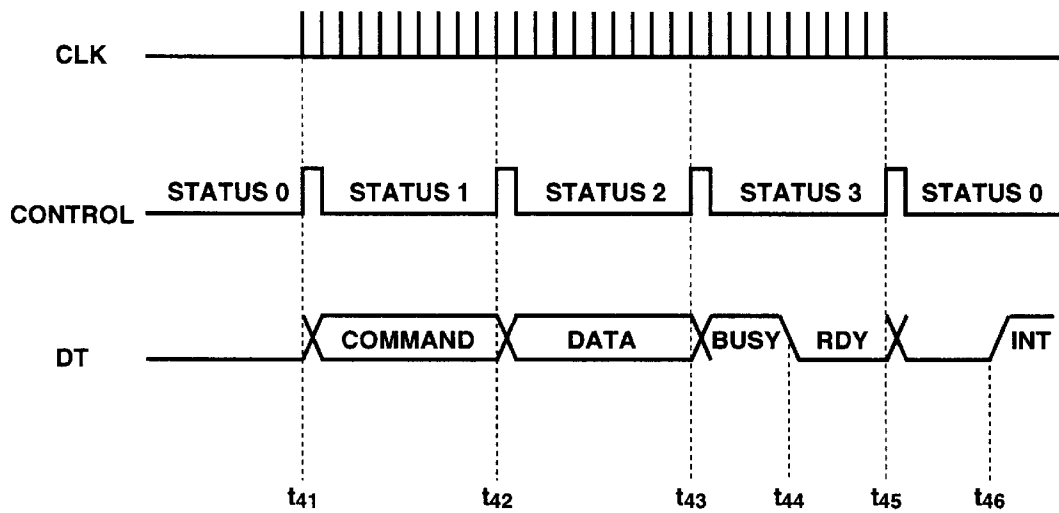 CLK
STATUS 0 STATUS 1 STATUS 2 STATUS 3 STATUS 0
CONTROL
COMMAND DATA BUSY RDY INT
DT
t41 t42 t43 t44 t45 t46